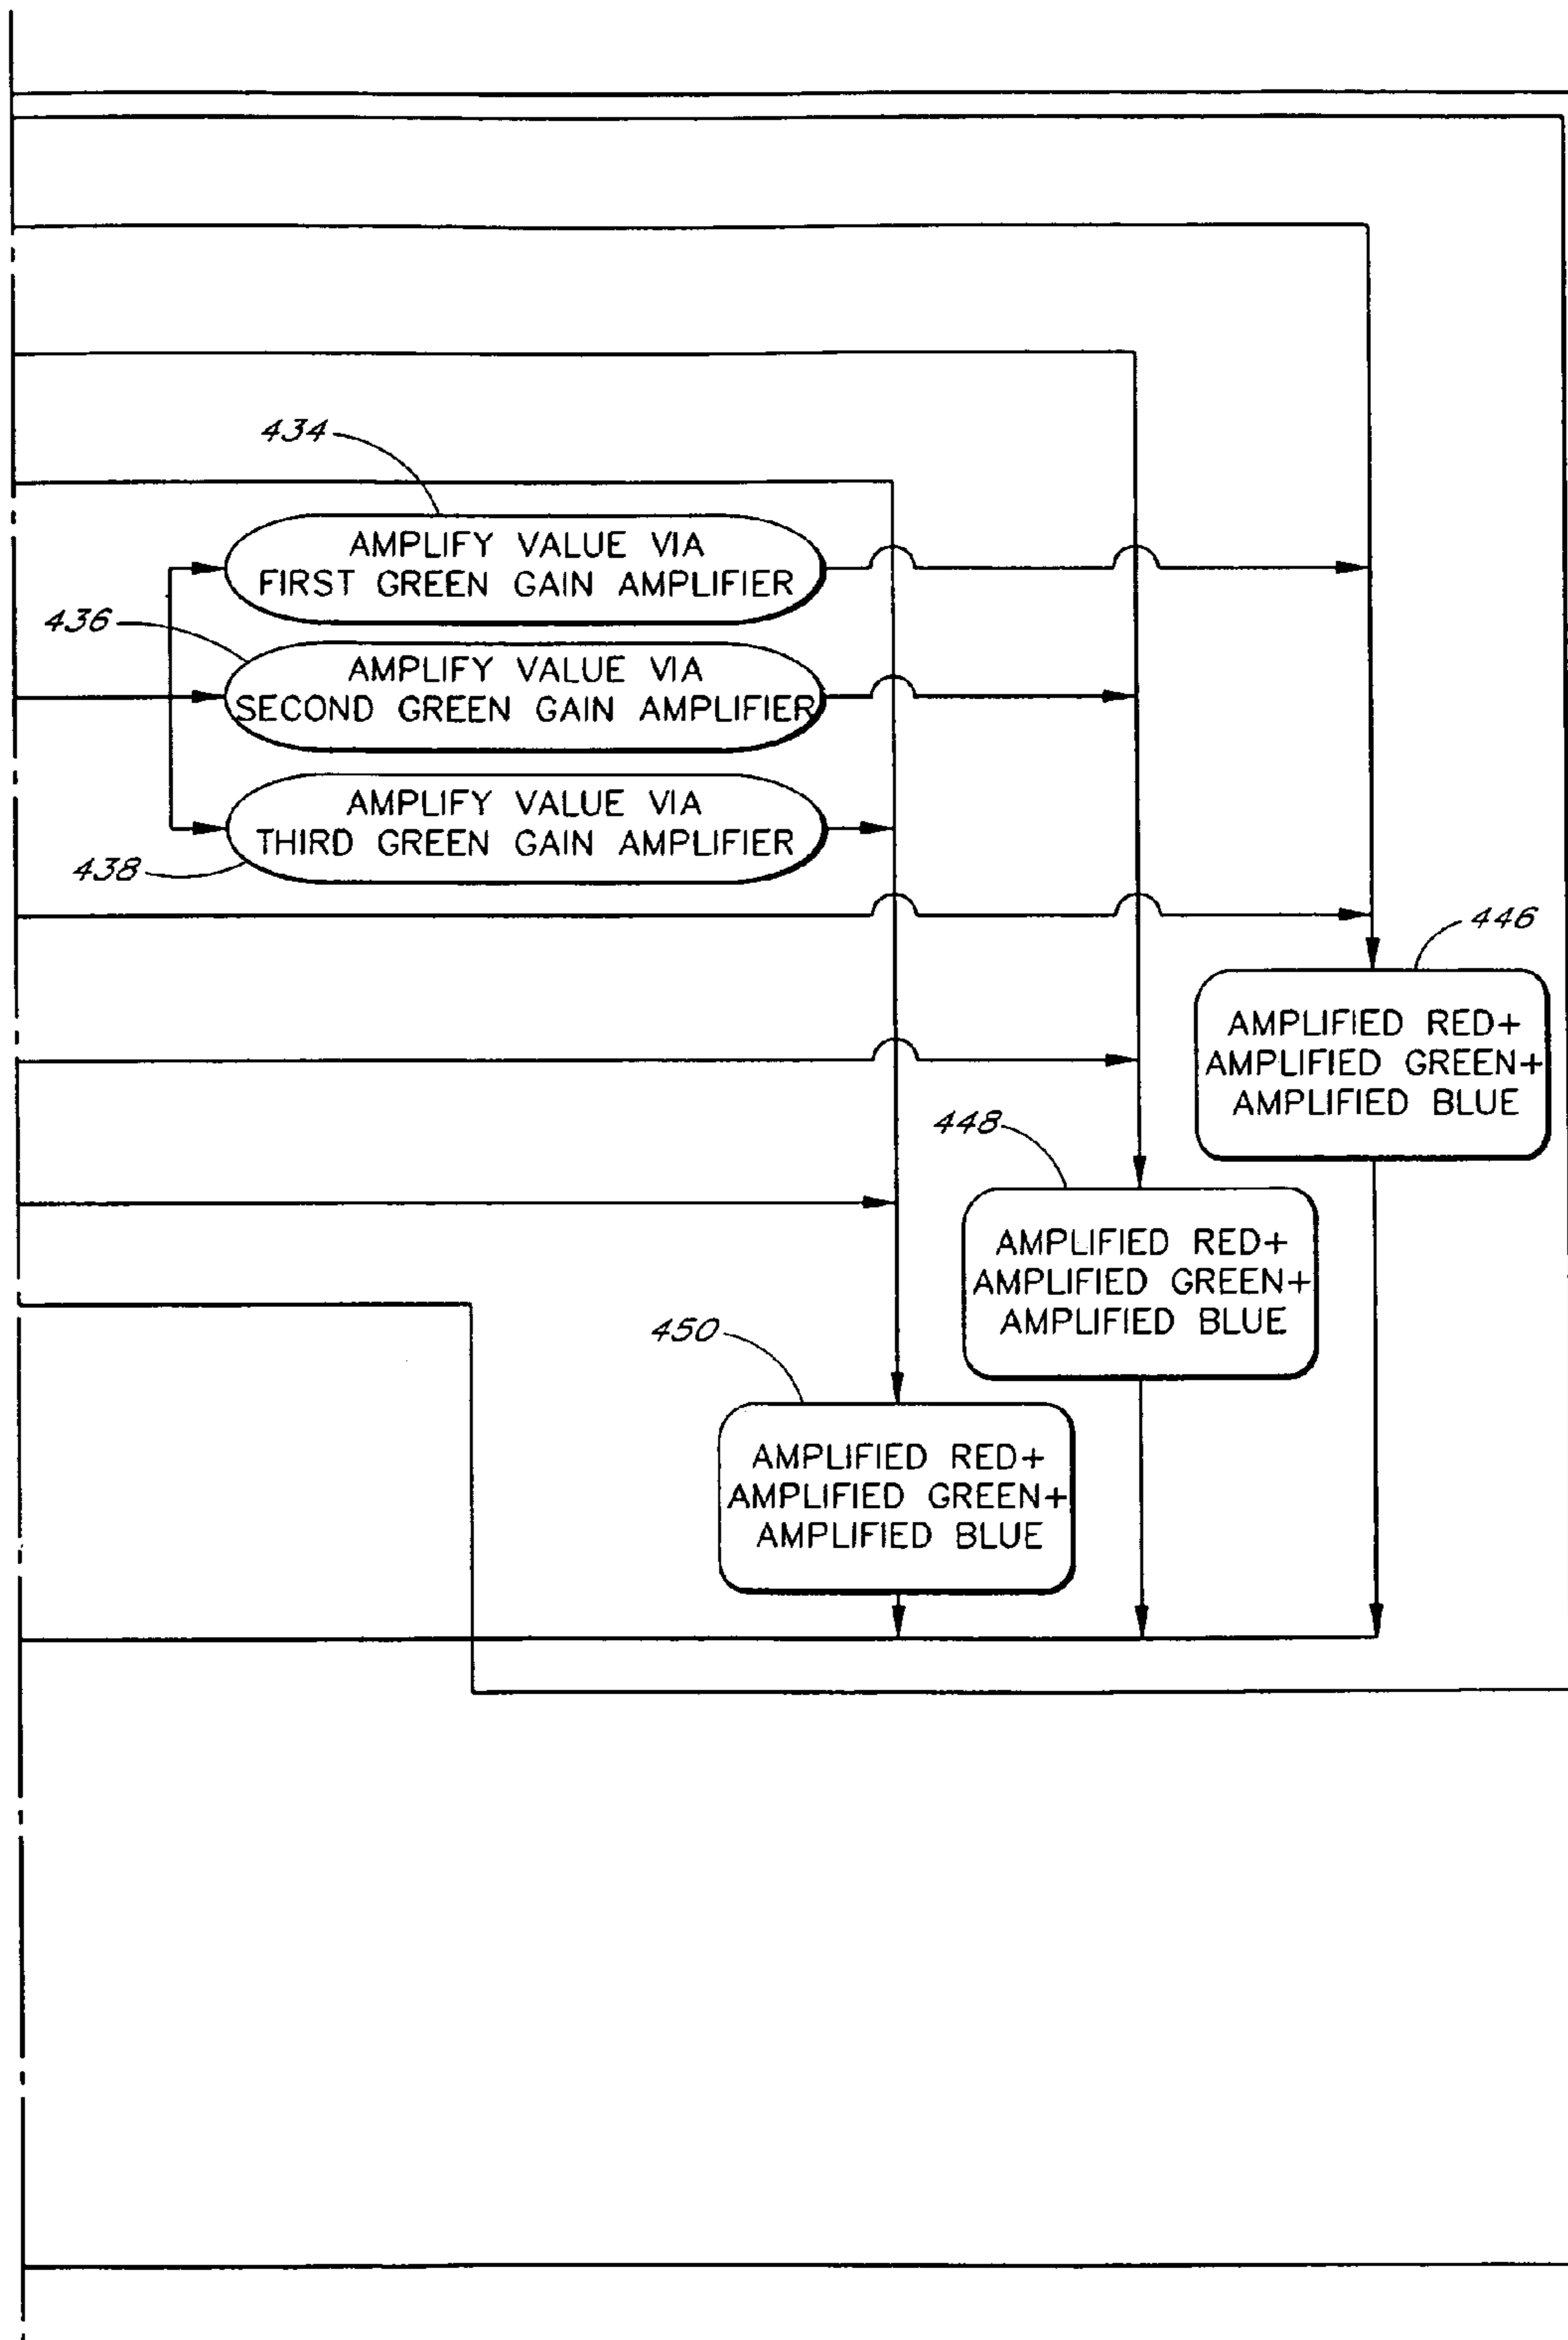 434
AMPLIFY VALUE VIA
FIRST GREEN GAIN AMPLIFIER
436
AMPLIFY VALUE VIA
SECOND GREEN GAIN AMPLIFIER
AMPLIFY VALUE VIA
THIRD GREEN GAIN AMPLIFIER
438
446
AMPLIFIED RED+
AMPLIFIED GREEN+
AMPLIFIED BLUE
448
AMPLIFIED RED+
AMPLIFIED GREEN+
AMPLIFIED BLUE
450
AMPLIFIED RED+
AMPLIFIED GREEN+
AMPLIFIED BLUE